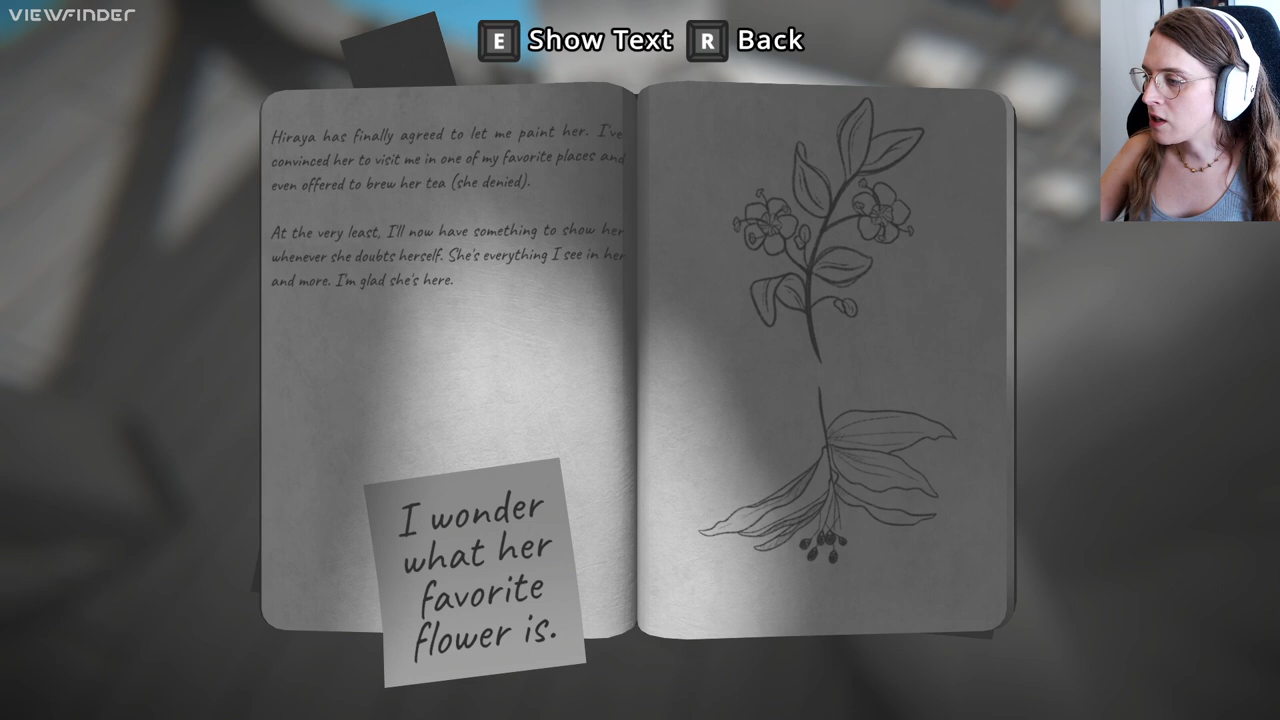 VIEWFINDER
E Show Text R Back
Hiraya has finally agreed to let me paint her. I've
convinced her to visit me in one of my favorite places and
even offered to brew her tea (she denied).
At the very least, I'll now have something to show her
whenever she doubts herself. She's everything I see in her
and more. I'm glad she's here.
I wonder
what her
favorite
flower is.